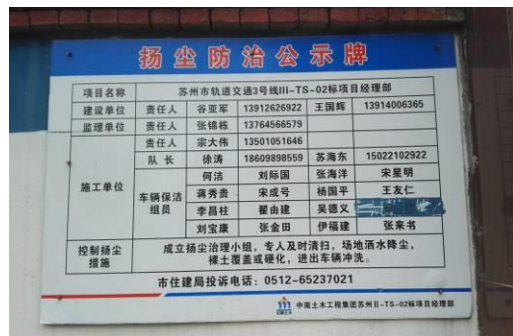 扬尘防治公示牌
项目名称 苏州市轨道交通3号线III-TS-02标项目经理部
建设单位 责任人 谷亚军 13912626922 王国辉 13914006365
监理单位 责任人 张锦栋 13764566579
施工单位 责任人 宗大伟 13501051646
队 长 徐涛 18609898559 苏海东 15022102922
车辆保洁组员 何洁 刘际国 张海洋 宋星明
蒋秀贵 宋成号 杨国平 王友仁
李昌柱 翟由建 吴德义
刘宝康 张金田 伊福建 张来书
控制扬尘措施 成立扬尘治理小组，专人及时清扫，场地洒水降尘，
裸土覆盖或硬化，进出车辆冲洗。
市住建局投诉电话：0512-65237021
中南土木工程集团苏州Ⅱ-TS-02标项目经理部